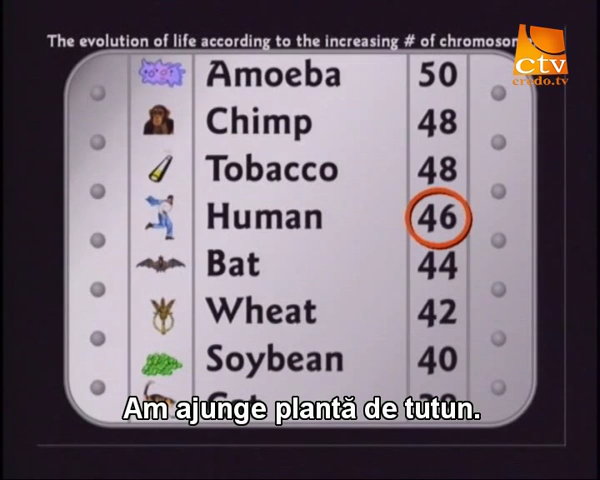 The evolution of life according to the increasing # of
ctv
credo.tv
Amoeba 50
Chimp 48
Tobacco 48
Human 46
Bat 44
Wheat 42
Soybean 40
Am ajunge plantă de tutun.